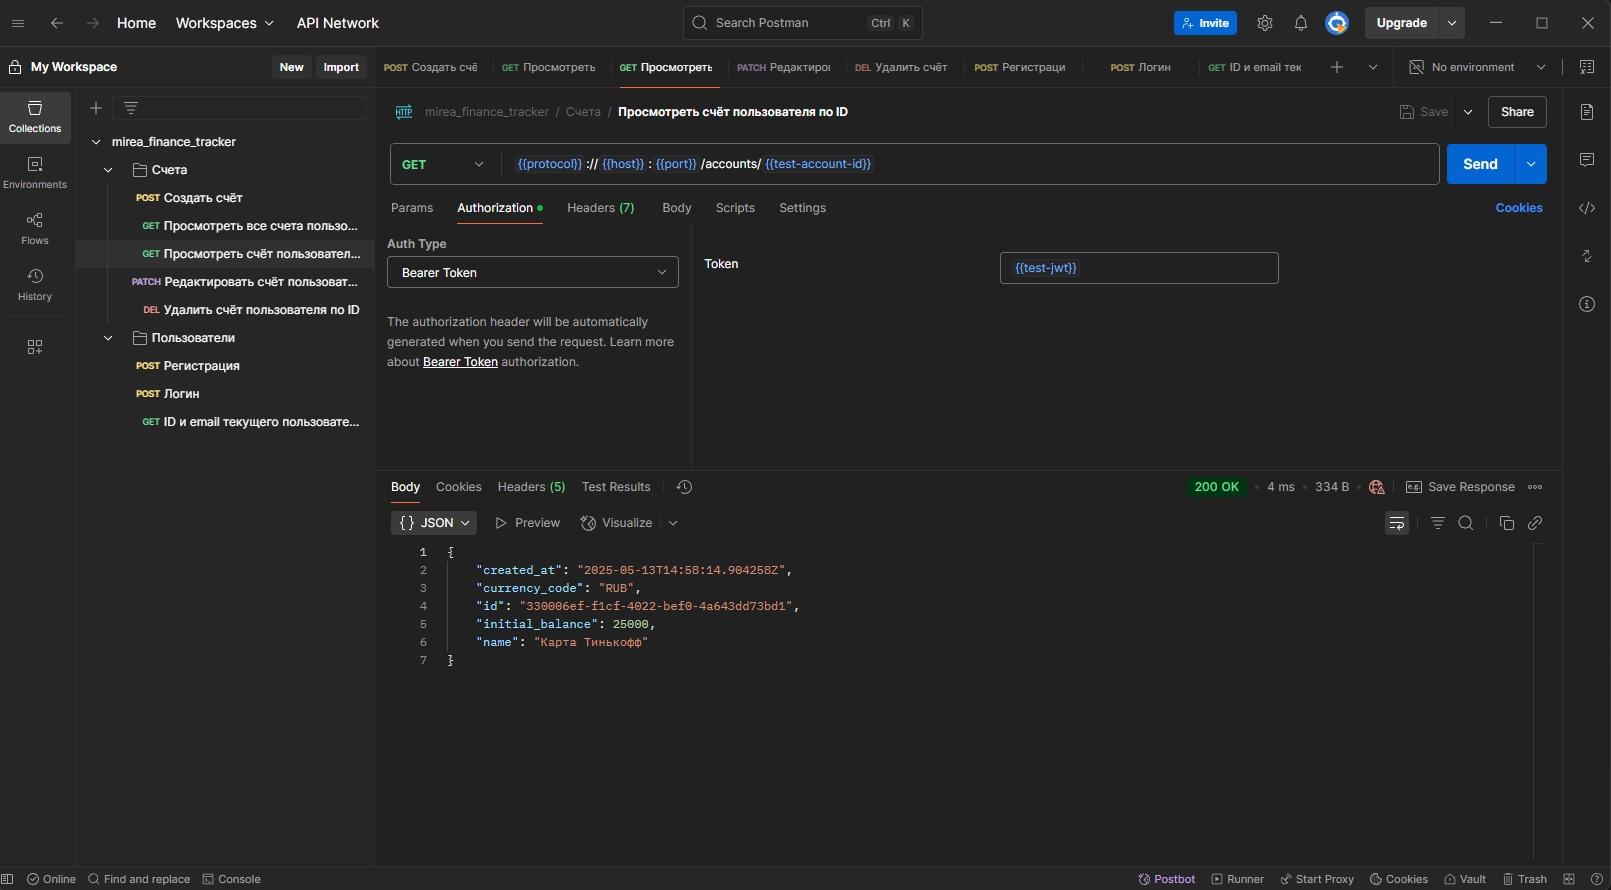 Home Workspaces API Network Search Postman Ctrl K Invite Upgrade
My Workspace New Import
POST Создать счё GET Просмотреть GET Просмотреть PATCH Редактиро DEL Удалить счёт POST Регистраци POST Логин GET ID и email тек No environment
Collections
Environments
Flows
History
mirea_finance_tracker
Счета
POST Создать счёт
GET Просмотреть все счета пользо...
GET Просмотреть счёт пользовател...
PATCH Редактировать счёт пользоват...
DEL Удалить счёт пользователя по ID
Пользователи
POST Регистрация
POST Логин
GET ID и email текущего пользовате...
HTTP mirea_finance_tracker / Счета / Просмотреть счёт пользователя по ID Save Share
GET {{protocol}} :// {{host}} : {{port}} /accounts/ {{test-account-id}} Send
Params Authorization Headers (7) Body Scripts Settings Cookies
Auth Type
Bearer Token
The authorization header will be automatically
generated when you send the request. Learn more
about Bearer Token authorization.
Token {{test-jwt}}
Body Cookies Headers (5) Test Results 200 OK • 4 ms • 334 B • e.g. Save Response
{} JSON Preview Visualize
1 {
2 "created_at": "2025-05-13T14:58:14.904258Z",
3 "currency_code": "RUB",
4 "id": "330006ef-f1cf-4022-bef0-4a643dd73bd1",
5 "initial_balance": 25000,
6 "name": "Карта Тинькофф"
7 }
Online Find and replace Console Postbot Runner Start Proxy Cookies Vault Trash